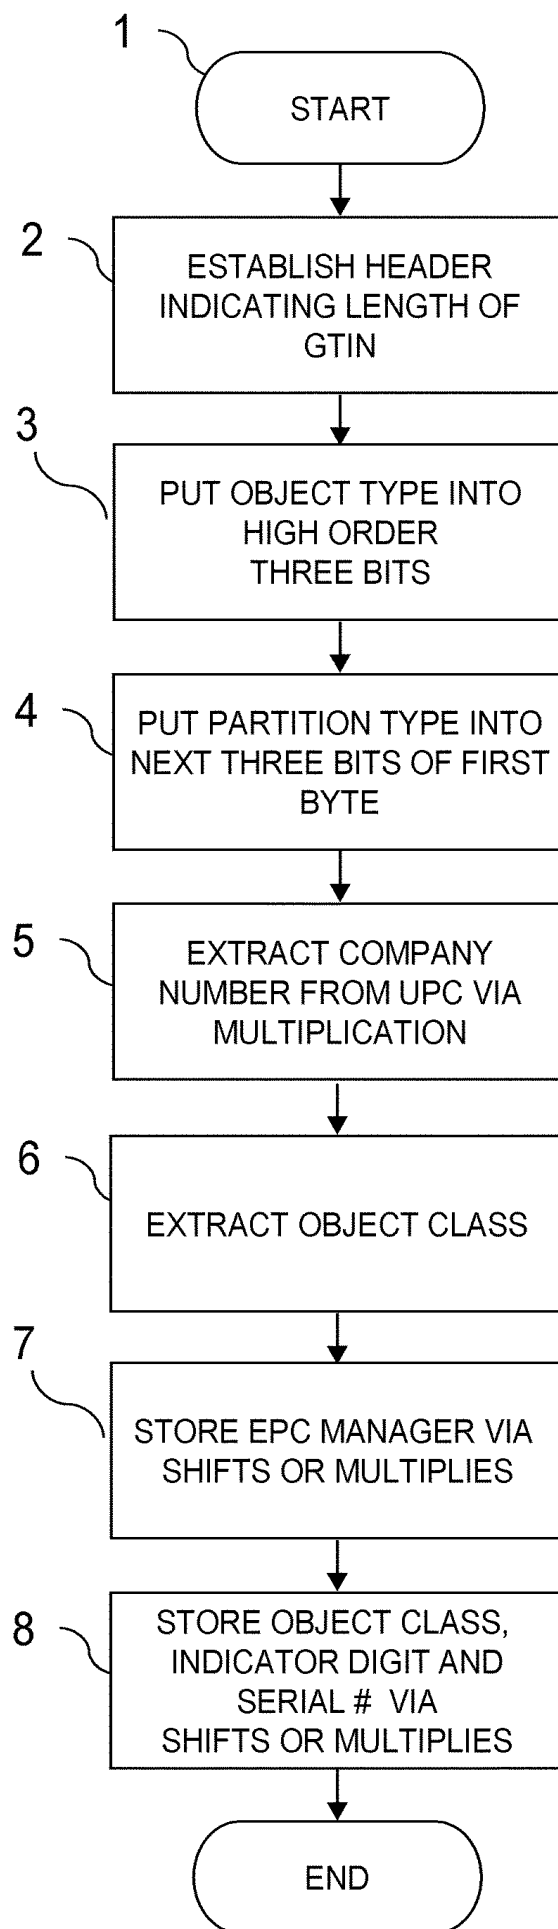 1
START
2
ESTABLISH HEADER
INDICATING LENGTH OF
GTIN
3
PUT OBJECT TYPE INTO
HIGH ORDER
THREE BITS
4
PUT PARTITION TYPE INTO
NEXT THREE BITS OF FIRST
BYTE
5
EXTRACT COMPANY
NUMBER FROM UPC VIA
MULTIPLICATION
6
EXTRACT OBJECT CLASS
7
STORE EPC MANAGER VIA
SHIFTS OR MULTIPLIES
8
STORE OBJECT CLASS,
INDICATOR DIGIT AND
SERIAL # VIA
SHIFTS OR MULTIPLIES
END